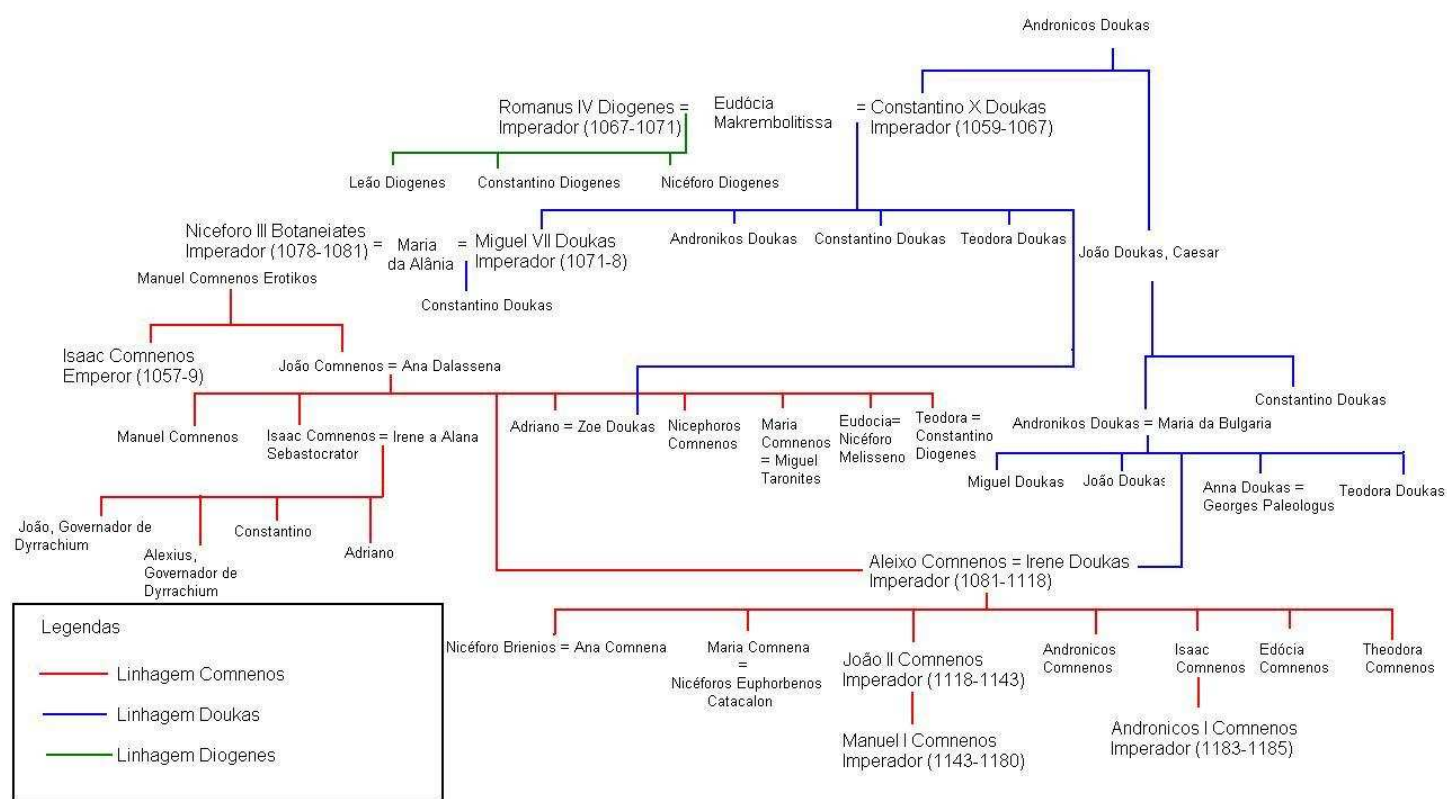 Andronicos Doukas
Romanus IV Diogenes =
Imperador (1067-1071)
Eudócia
Makrembolitissa
= Constantino X Doukas
Imperador (1059-1067)
Leão Diogenes
Constantino Diogenes
Nicéforo Diogenes
Niceforo III Botaneiates
Imperador (1078-1081)
= Maria
da Alânia
= Miguel VII Doukas
Imperador (1071-8)
Andronikos Doukas
Constantino Doukas
Teodora Doukas
João Doukas, Caesar
Manuel Comnenos Erotikos
Constantino Doukas
Isaac Comnenos
Emperor (1057-9)
João Comnenos = Ana Dalassena
Constantino Doukas
Manuel Comnenos
Isaac Comnenos = Irene a Alana
Sebastocrator
Adriano = Zoe Doukas
Nicephoros
Comnenos
Maria
Comnenos
= Miguel
Taronites
Eudocia=
Nicéforo
Melisseno
Teodora =
Constantino
Diogenes
Andronikos Doukas = Maria da Bulgaria
Miguel Doukas
João Doukas
Anna Doukas =
Georges Paleologus
Teodora Doukas
João, Governador de
Dyrrachium
Alexius,
Governador de
Dyrrachium
Constantino
Adriano
Aleixo Comnenos = Irene Doukas
Imperador (1081-1118)
Nicéforo Brienios = Ana Comnena
Maria Comnena
=
Nicéforos Euphorbenos
Catacalon
João II Comnenos
Imperador (1118-1143)
Andronicos
Comnenos
Isaac
Comnenos
Edócia
Comnenos
Theodora
Comnenos
Manuel I Comnenos
Imperador (1143-1180)
Andronicos I Comnenos
Imperador (1183-1185)
Legendas
Linhagem Comnenos
Linhagem Doukas
Linhagem Diogenes